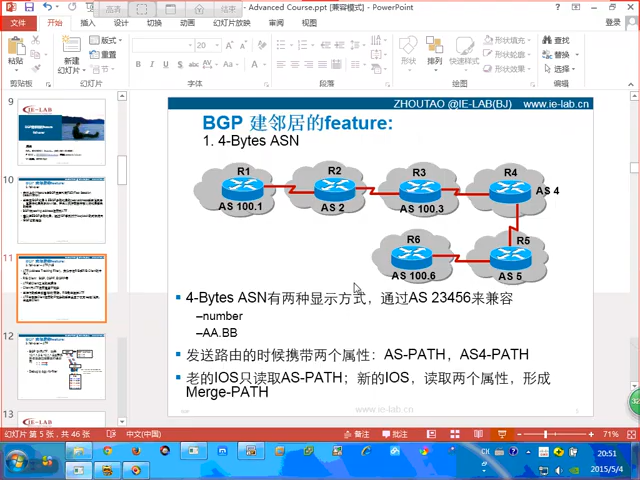 Advanced Course.ppt [兼容模式] - PowerPoint
文件 开始 插入 设计 切换 动画 幻灯片放映 审阅 视图
登录
粘贴
新建
幻灯片
版式
重置
20
形状 排列 快速样式
形状填充
形状轮廓
形状效果
查找
替换
选择
剪贴板 幻灯片 字体 段落 绘图 编辑
9
10
11
12
13
ZHOUTAO @IE-LAB(BJ) www.ie-lab.cn
BGP 建邻居的feature:
1. 4-Bytes ASN
R1 R2 R3 R4
AS 4
AS 100.1 AS 2 AS 100.3
R6 R5
AS 100.6 AS 5
4-Bytes ASN有两种显示方式，通过AS 23456来兼容
–number
–AA.BB
发送路由的时候携带两个属性：AS-PATH，AS4-PATH
老的IOS只读取AS-PATH；新的IOS，读取两个属性，形成
Merge-PATH
www.ie-lab.cn
幻灯片 第 5 张，共 46 张 中文(中国) 备注 批注 71%
20:51
2015/5/4